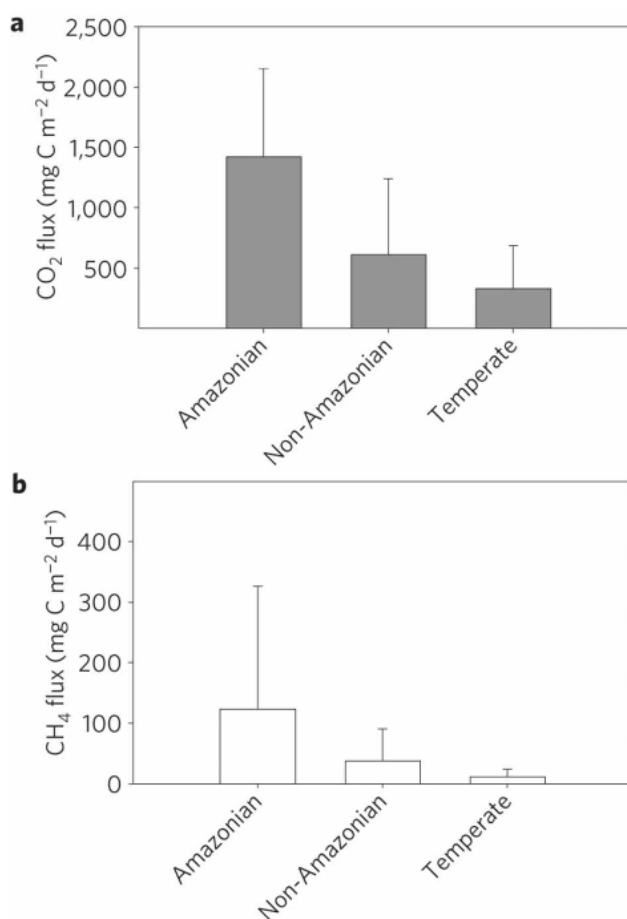 a
2,500
2,000
1,500
1,000
500
CO₂ flux (mg C m⁻² d⁻¹)
Amazonian
Non-Amazonian
Temperate
b
400
300
200
100
0
CH₄ flux (mg C m⁻² d⁻¹)
Amazonian
Non-Amazonian
Temperate